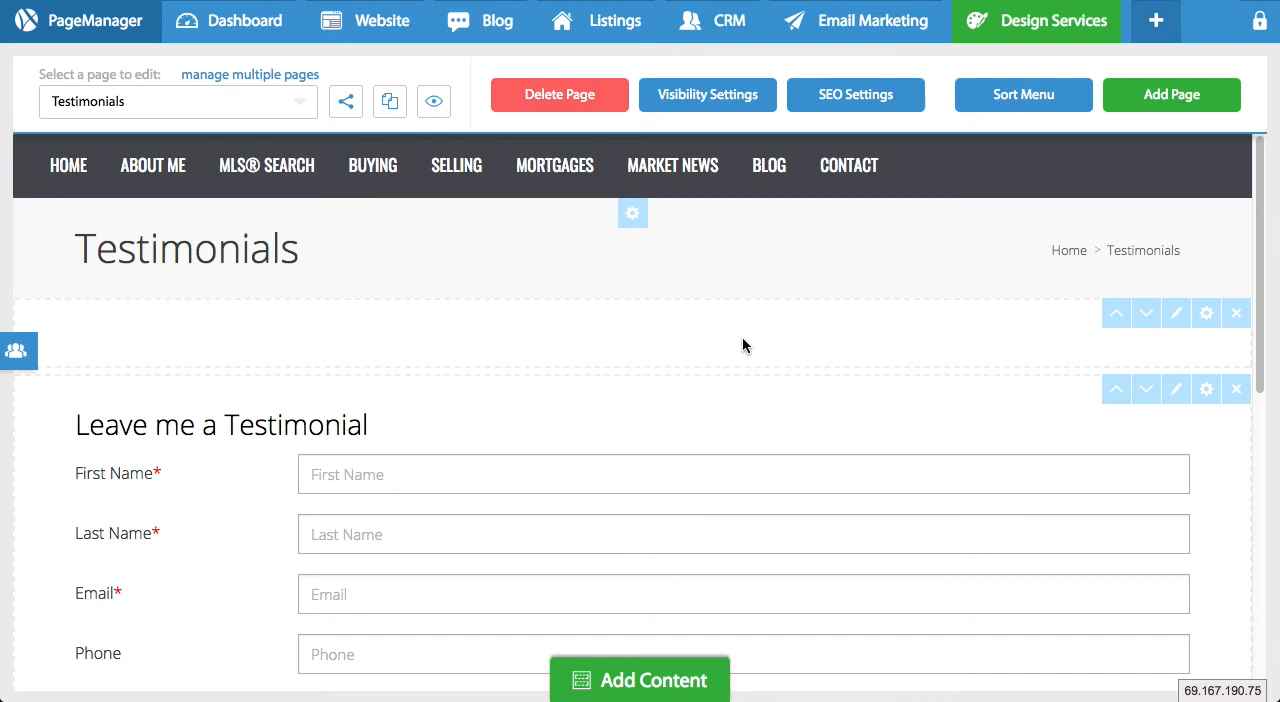 PageManager Dashboard Website Blog Listings CRM Email Marketing Design Services +
Select a page to edit: manage multiple pages
Testimonials Delete Page Visibility Settings SEO Settings Sort Menu Add Page
HOME ABOUT ME MLS® SEARCH BUYING SELLING MORTGAGES MARKET NEWS BLOG CONTACT
Testimonials Home > Testimonials
Leave me a Testimonial
First Name* First Name
Last Name* Last Name
Email* Email
Phone Phone
Add Content
69.167.190.75